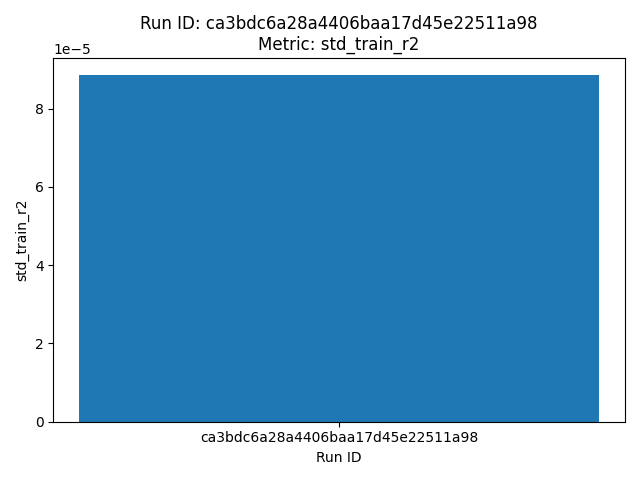 Run ID: ca3bdc6a28a4406baa17d45e22511a98
Metric: std_train_r2
1e−5
8
6
4
2
0
std_train_r2
ca3bdc6a28a4406baa17d45e22511a98
Run ID